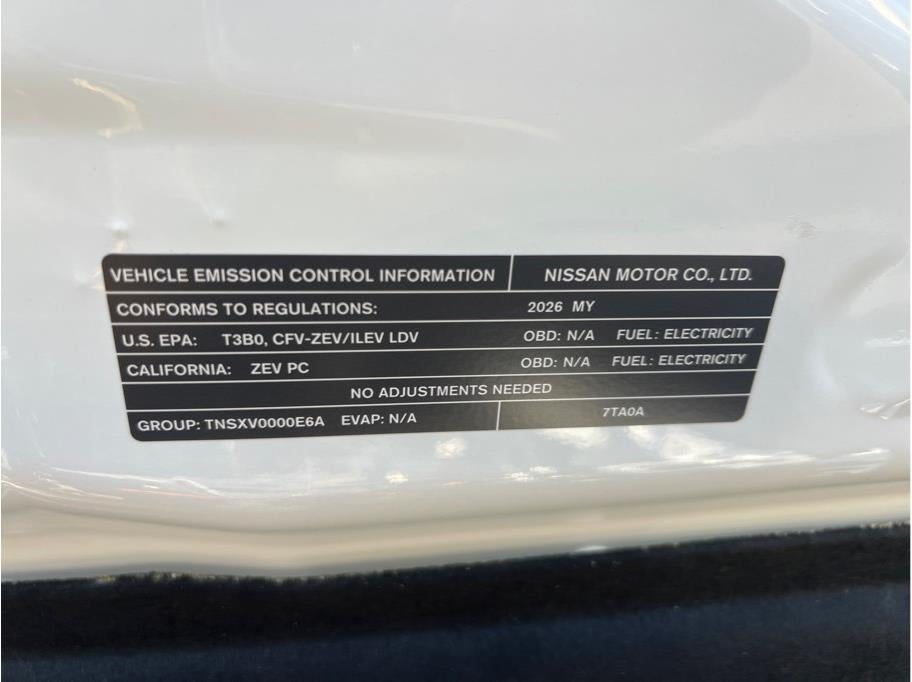 VEHICLE EMISSION CONTROL INFORMATION NISSAN MOTOR CO., LTD.
CONFORMS TO REGULATIONS: 2026 MY
U.S. EPA: T3B0, CFV-ZEV/ILEV LDV OBD: N/A FUEL: ELECTRICITY
CALIFORNIA: ZEV PC OBD: N/A FUEL: ELECTRICITY
NO ADJUSTMENTS NEEDED
GROUP: TNSXV0000E6A EVAP: N/A 7TA0A